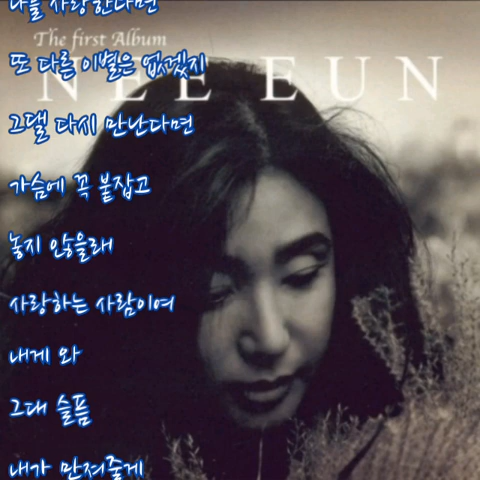 나를 사랑한다면
The first Album
또 다른 이별은 없겠지
NEE EUN
그댈 다시 만난다면
가슴에 꼭 붙잡고
놓지 않을래
사랑하는 사람이여
내게 와
그대 슬픔
내가 만져줄게